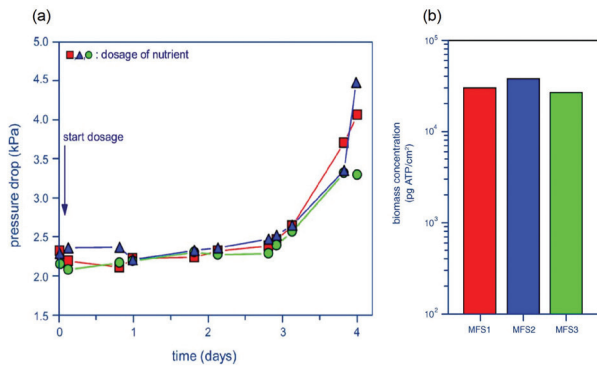 (a)
5.0
4.5
4.0
3.5
3.0
2.5
2.0
1.5
pressure drop (kPa)
: dosage of nutrient
start dosage
0 1 2 3 4
time (days)
(b)
10⁵
10⁴
10³
10²
biomass concentration
(pg ATP/cm²)
MFS1 MFS2 MFS3